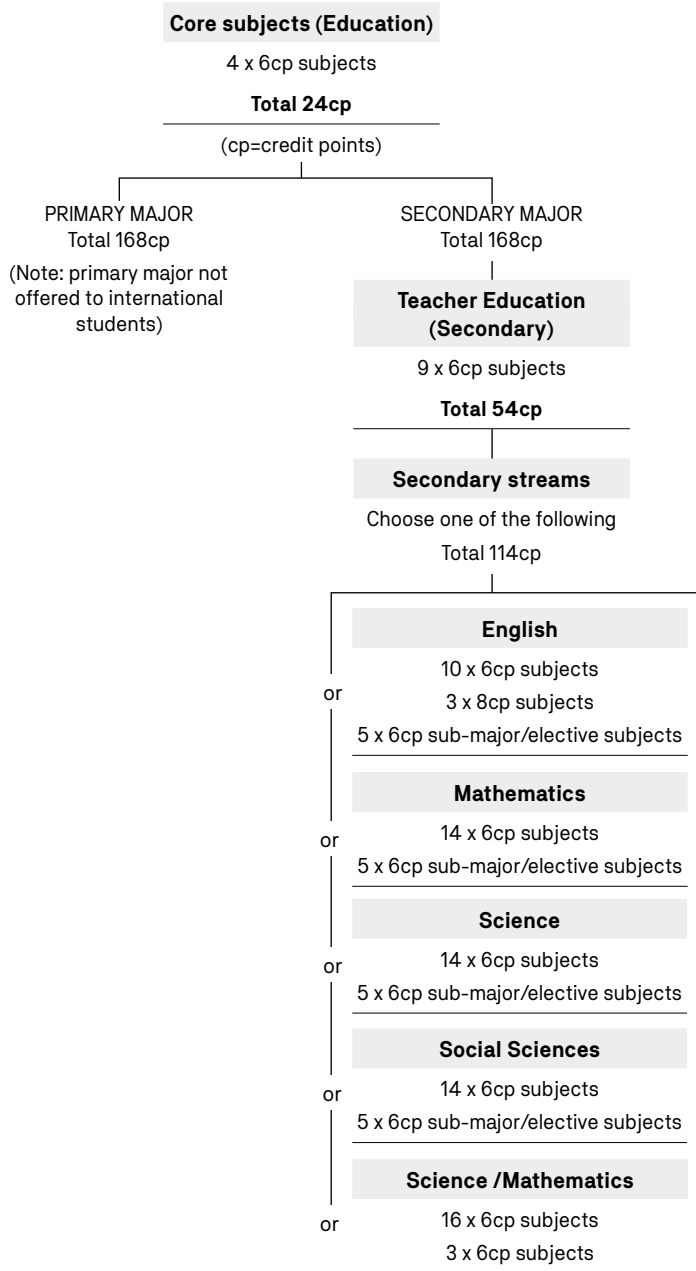 Core subjects (Education)
4 x 6cp subjects
Total 24cp
(cp=credit points)
PRIMARY MAJOR
Total 168cp
(Note: primary major not
offered to international
students)
SECONDARY MAJOR
Total 168cp
Teacher Education
(Secondary)
9 x 6cp subjects
Total 54cp
Secondary streams
Choose one of the following
Total 114cp
English
10 x 6cp subjects
or
3 x 8cp subjects
5 x 6cp sub-major/elective subjects
Mathematics
14 x 6cp subjects
or
5 x 6cp sub-major/elective subjects
Science
14 x 6cp subjects
or
5 x 6cp sub-major/elective subjects
Social Sciences
14 x 6cp subjects
or
5 x 6cp sub-major/elective subjects
Science /Mathematics
16 x 6cp subjects
or
3 x 6cp subjects